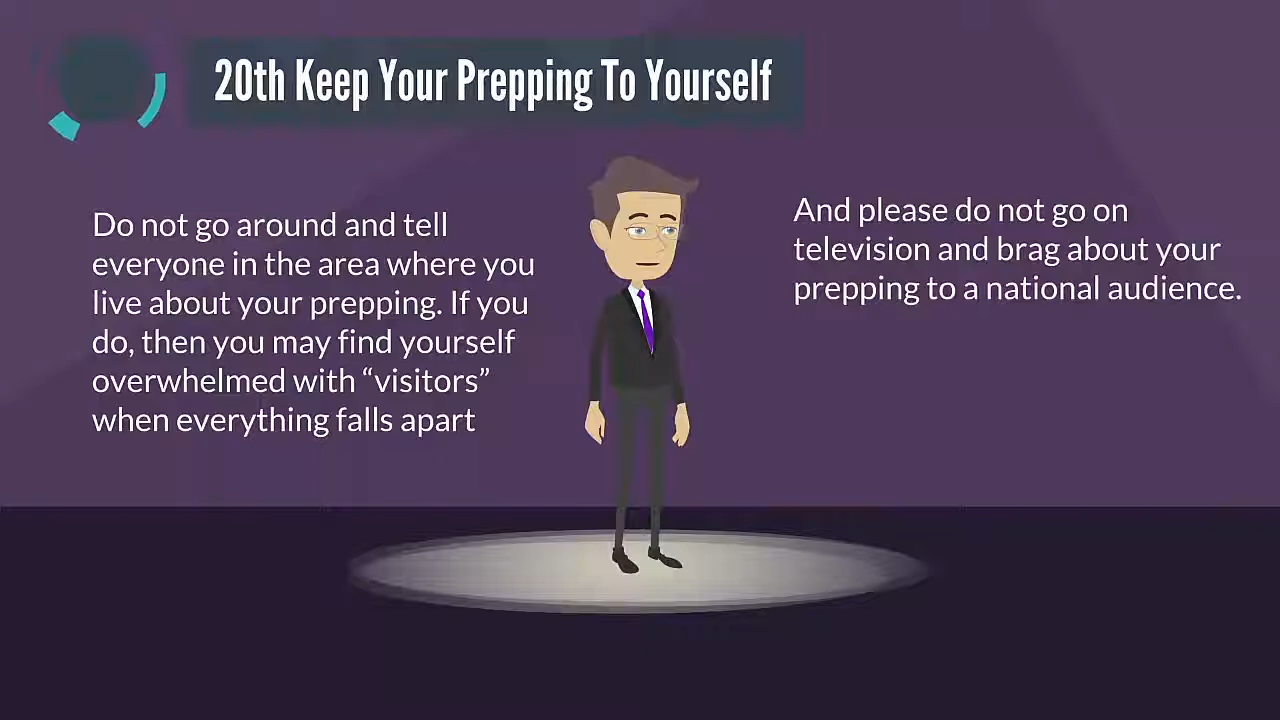 20th Keep Your Prepping To Yourself
Do not go around and tell
everyone in the area where you
live about your prepping. If you
do, then you may find yourself
overwhelmed with “visitors”
when everything falls apart
And please do not go on
television and brag about your
prepping to a national audience.